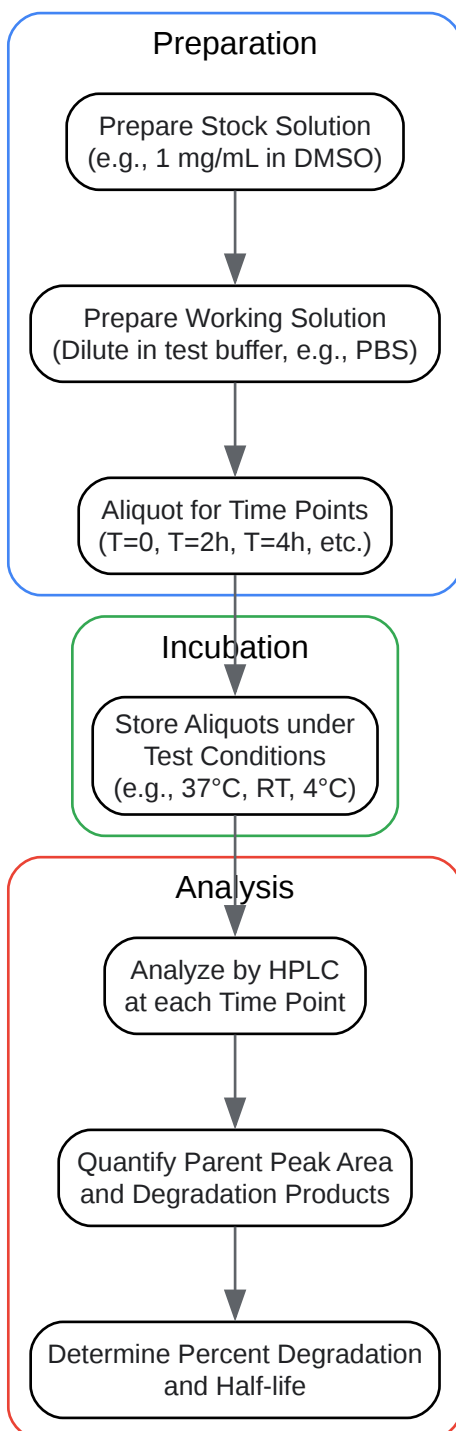 Preparation
Prepare Stock Solution
(e.g., 1 mg/mL in DMSO)
Prepare Working Solution
(Dilute in test buffer, e.g., PBS)
Aliquot for Time Points
(T=0, T=2h, T=4h, etc.)
Incubation
Store Aliquots under
Test Conditions
(e.g., 37°C, RT, 4°C)
Analysis
Analyze by HPLC
at each Time Point
Quantify Parent Peak Area
and Degradation Products
Determine Percent Degradation
and Half-life